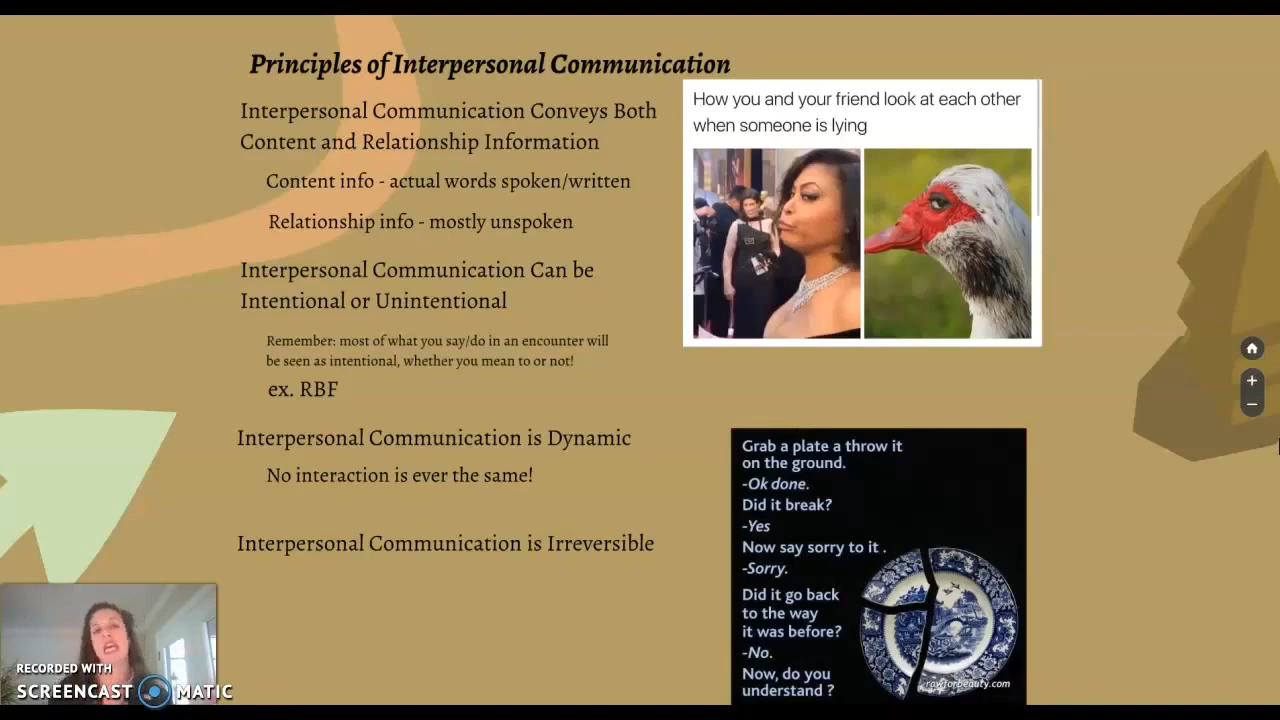 Principles of Interpersonal Communication
Interpersonal Communication Conveys Both
Content and Relationship Information
Content info - actual words spoken/written
Relationship info - mostly unspoken
Interpersonal Communication Can be
Intentional or Unintentional
Remember: most of what you say/do in an encounter will
be seen as intentional, whether you mean to or not!
ex. RBF
Interpersonal Communication is Dynamic
No interaction is ever the same!
Interpersonal Communication is Irreversible
How you and your friend look at each other
when someone is lying
Grab a plate a throw it
on the ground.
-Ok done.
Did it break?
-Yes
Now say sorry to it .
-Sorry.
Did it go back
to the way
it was before?
-No.
Now, do you
understand ?
rawforbeauty.com
RECORDED WITH
SCREENCAST MATIC